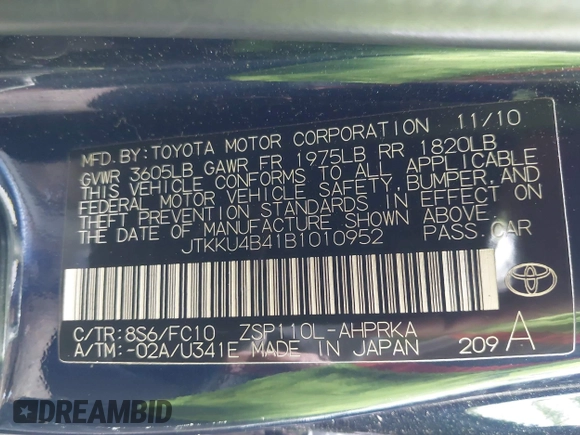 MFD. BY: TOYOTA MOTOR CORPORATION 11/10
GVWR 3605LB GAWR FR 1975LB RR 1820LB
THIS VEHICLE CONFORMS TO ALL APPLICABLE
FEDERAL MOTOR VEHICLE SAFETY, BUMPER, AND
THEFT PREVENTION STANDARDS IN EFFECT ON
THE DATE OF MANUFACTURE SHOWN ABOVE.
JTKKU4B41B1010952 PASS. CAR
C/TR: 8S6/FC10 ZSP110L-AHPRKA
A/TM: -02A/U341E MADE IN JAPAN 209 A
DREAMBID